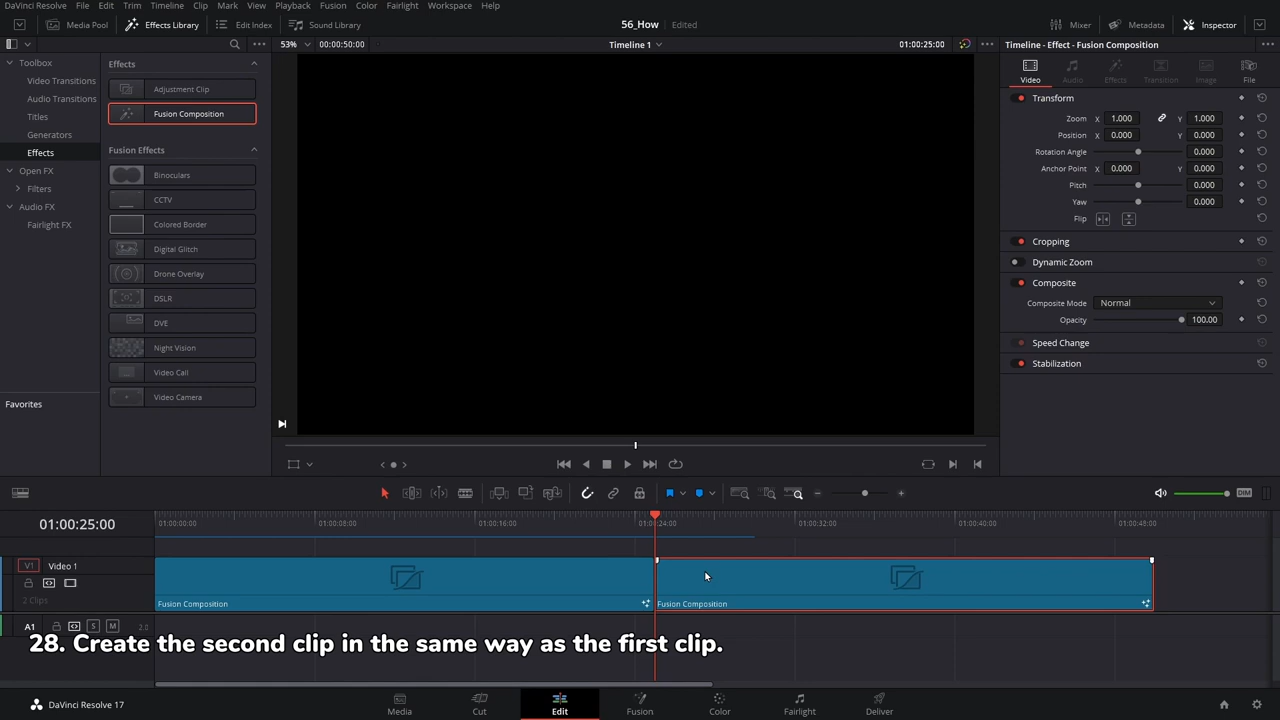 DaVinci Resolve File Edit Trim Timeline Clip Mark View Playback Fusion Color Fairlight Workspace Help
Media Pool Effects Library Edit Index Sound Library 56_How Edited Mixer Metadata Inspector
53% 00:00:50:00 Timeline 1 01:00:25:00 Timeline - Effect - Fusion Composition
Toolbox
Video Transitions
Audio Transitions
Titles
Generators
Effects
Open FX
Filters
Audio FX
Fairlight FX
Favorites
Effects
Adjustment Clip
Fusion Composition
Fusion Effects
Binoculars
CCTV
Colored Border
Digital Glitch
Drone Overlay
DSLR
DVE
Night Vision
Video Call
Video Camera
Video Audio Effects Transition Image File
Transform
Zoom X 1.000 Y 1.000
Position X 0.000 Y 0.000
Rotation Angle 0.000
Anchor Point X 0.000 Y 0.000
Pitch 0.000
Yaw 0.000
Flip
Cropping
Dynamic Zoom
Composite
Composite Mode Normal
Opacity 100.00
Speed Change
Stabilization
DIM
01:00:25:00 01:00:00:00 01:00:08:00 01:00:16:00 01:00:24:00 01:00:32:00 01:00:40:00 01:00:48:00
V1 Video 1
2 Clips
Fusion Composition Fusion Composition
A1 S M 2.0
28. Create the second clip in the same way as the first clip.
DaVinci Resolve 17 Media Cut Edit Fusion Color Fairlight Deliver